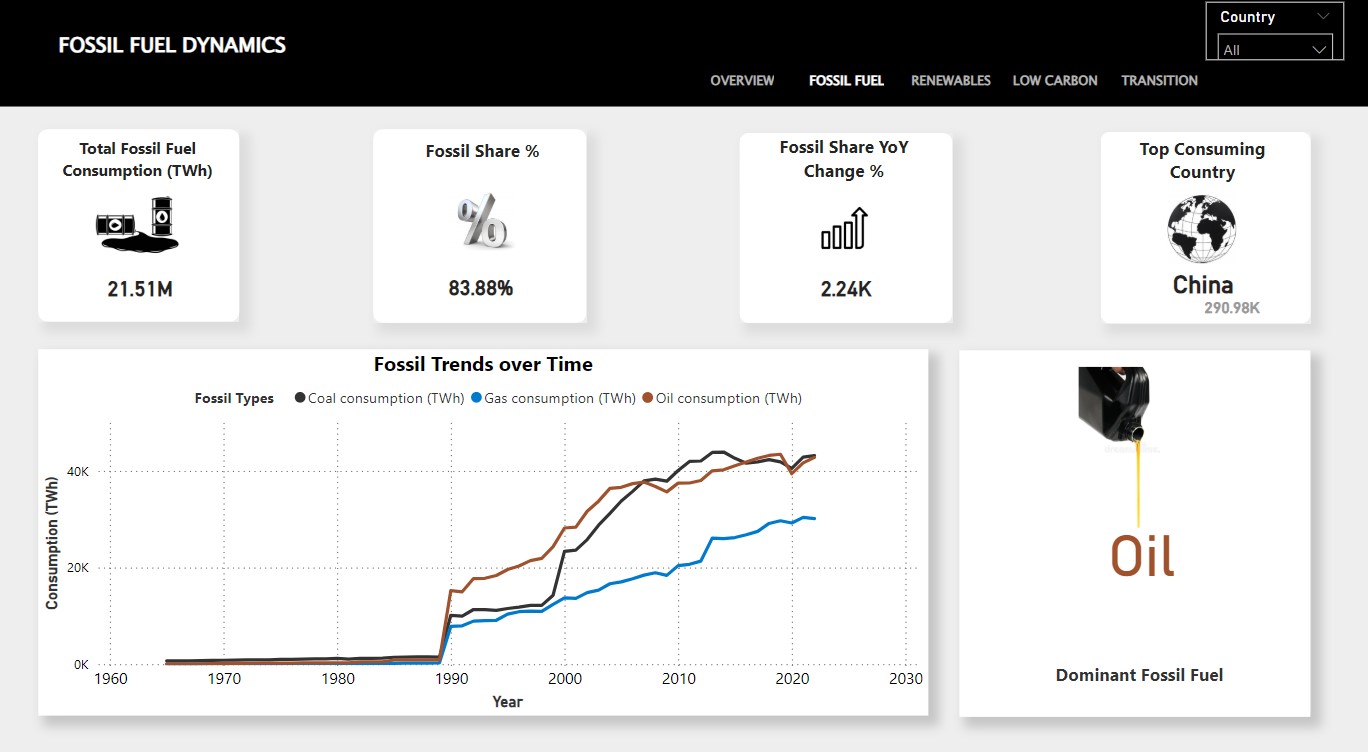 Country
All
FOSSIL FUEL DYNAMICS
OVERVIEW
FOSSIL FUEL
RENEWABLES
LOW CARBON
TRANSITION
Total Fossil Fuel
Consumption (TWh)
21.51M
Fossil Share %
%
83.88%
Fossil Share YoY
Change %
2.24K
Top Consuming
Country
China
290.98K
Fossil Trends over Time
Fossil Types
Coal consumption (TWh)
Gas consumption (TWh)
Oil consumption (TWh)
Consumption (TWh)
40K
20K
0K
1960
1970
1980
1990
2000
2010
2020
2030
Year
Oil
Dominant Fossil Fuel